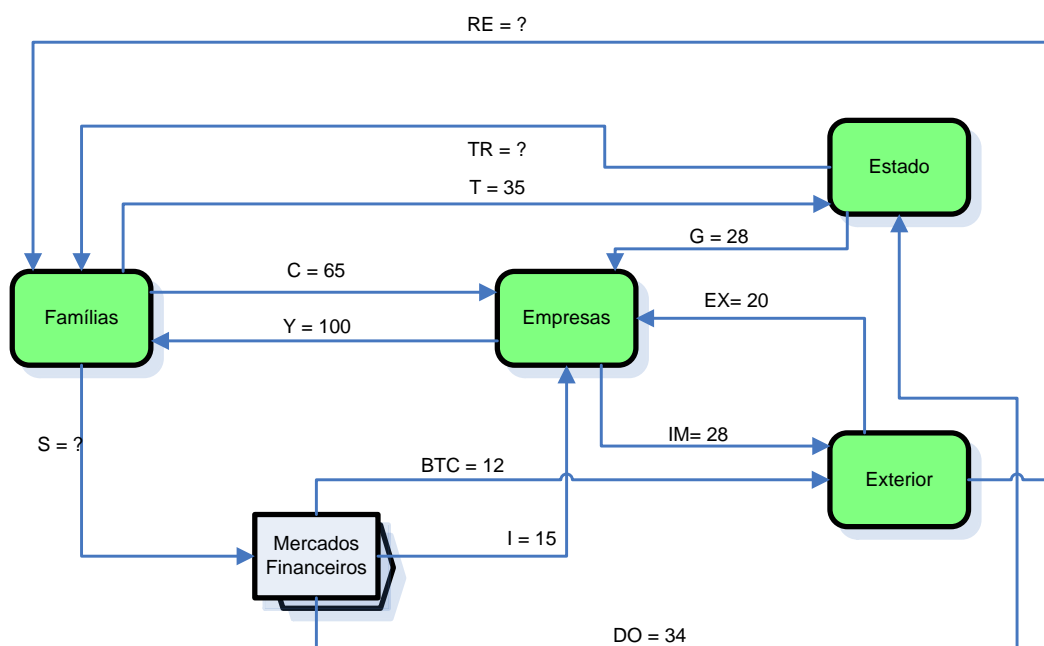 RE = ?
Estado
TR = ?
T = 35
G = 28
C = 65
EX= 20
Famílias
Empresas
Y = 100
S = ?
IM= 28
BTC = 12
Exterior
Mercados
Financeiros
I = 15
DO = 34